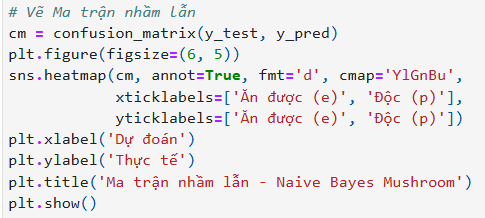 # Vẽ Ma trận nhầm lẫn
cm = confusion_matrix(y_test, y_pred)
plt.figure(figsize=(6, 5))
sns.heatmap(cm, annot=True, fmt='d', cmap='YlGnBu',
            xticklabels=['Ăn được (e)', 'Độc (p)'],
            yticklabels=['Ăn được (e)', 'Độc (p)'])
plt.xlabel('Dự đoán')
plt.ylabel('Thực tế')
plt.title('Ma trận nhầm lẫn - Naive Bayes Mushroom')
plt.show()